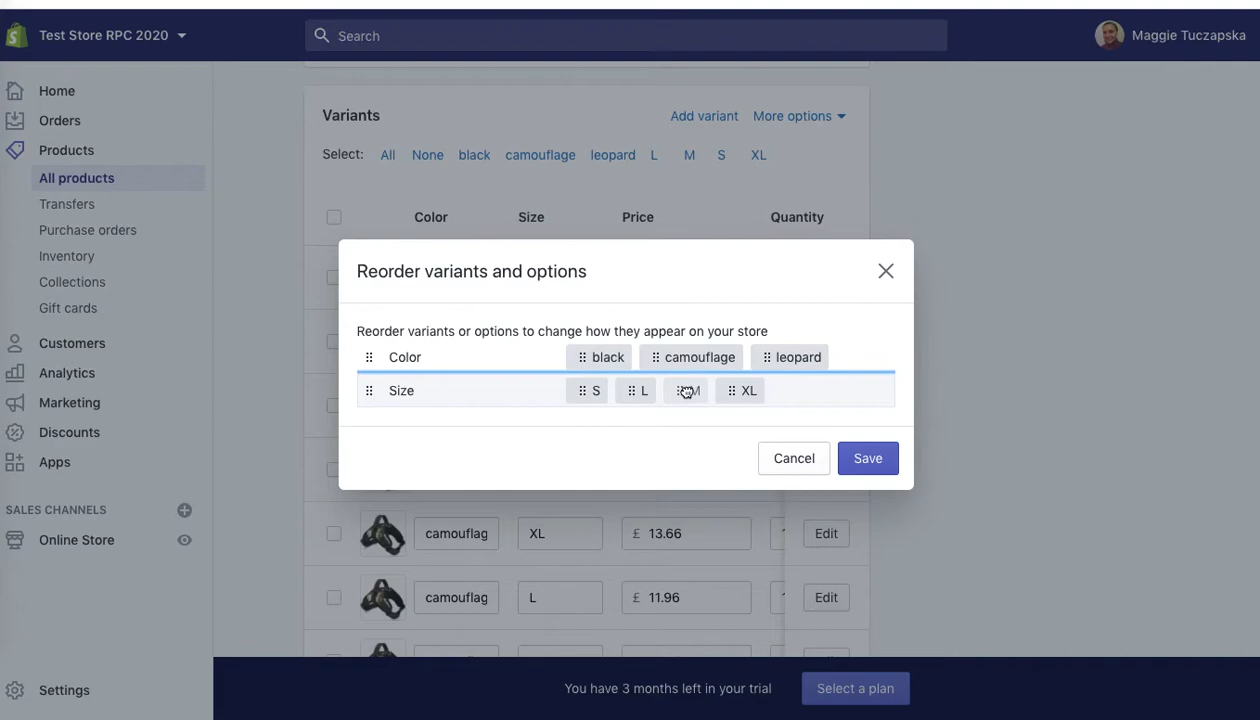 Test Store RPC 2020
Search
Maggie Tuczapska
Home
Orders
Products
All products
Transfers
Purchase orders
Inventory
Collections
Gift cards
Customers
Analytics
Marketing
Discounts
Apps
SALES CHANNELS
Online Store
Settings
Variants
Add variant More options
Select: All None black camouflage leopard L M S XL
Color Size Price Quantity
Reorder variants and options
Reorder variants or options to change how they appear on your store
Color black camouflage leopard
Size S L M XL
Cancel Save
camouflag XL £ 13.66 Edit
camouflag L £ 11.96 Edit
You have 3 months left in your trial Select a plan